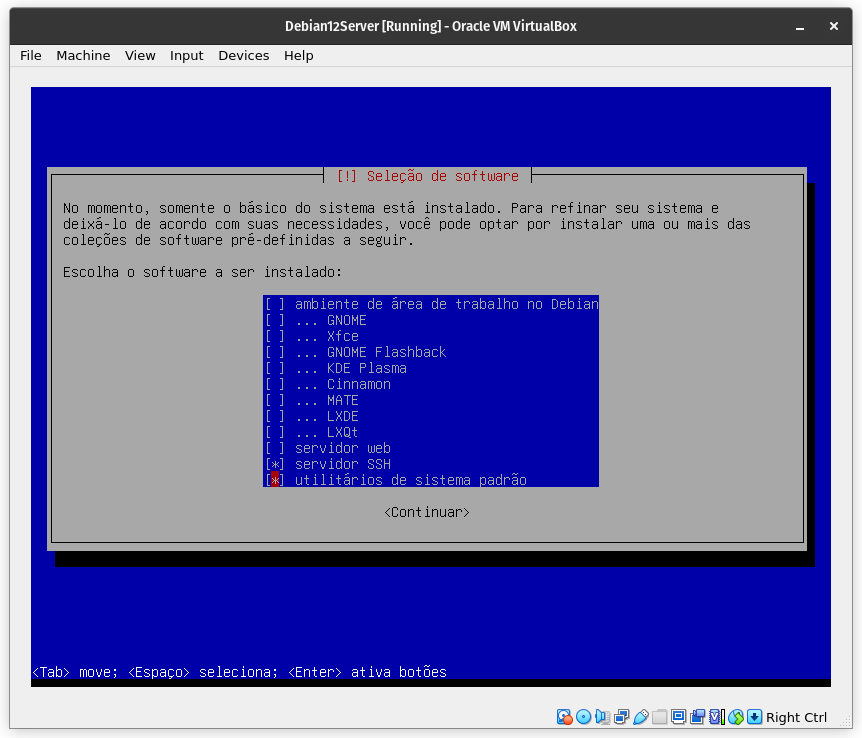 Debian12Server [Running] - Oracle VM VirtualBox
File Machine View Input Devices Help
[!] Seleção de software
No momento, somente o básico do sistema está instalado. Para refinar seu sistema e
deixá-lo de acordo com suas necessidades, você pode optar por instalar uma ou mais das
coleções de software pré-definidas a seguir.
Escolha o software a ser instalado:
[ ] ambiente de área de trabalho no Debian
[ ] ... GNOME
[ ] ... Xfce
[ ] ... GNOME Flashback
[ ] ... KDE Plasma
[ ] ... Cinnamon
[ ] ... MATE
[ ] ... LXDE
[ ] ... LXQt
[ ] servidor web
[*] servidor SSH
[*] utilitários de sistema padrão
<Continuar>
<Tab> move; <Espaço> seleciona; <Enter> ativa botões
Right Ctrl